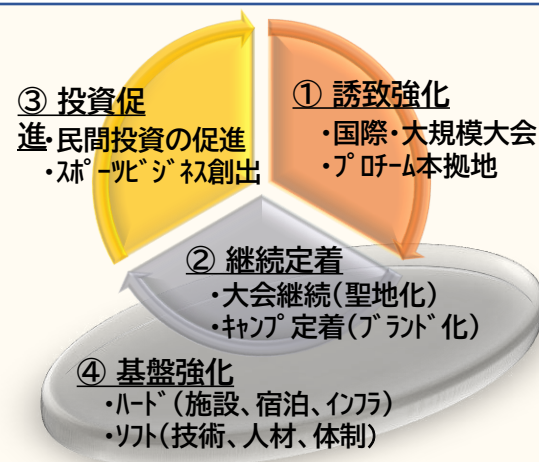 ① 誘致強化
・国際・大規模大会
・ﾌﾟﾛﾁｰﾑ本拠地
② 継続定着
・大会継続(聖地化)
・ｷｬﾝﾌﾟ定着(ﾌﾞﾗﾝﾄﾞ化)
③ 投資促
進
・民間投資の促進
・ｽﾎﾟｰﾂﾋﾞｼﾞﾈｽ創出
④ 基盤強化
・ﾊｰﾄﾞ(施設、宿泊、ｲﾝﾌﾗ)
・ｿﾌﾄ(技術、人材、体制)